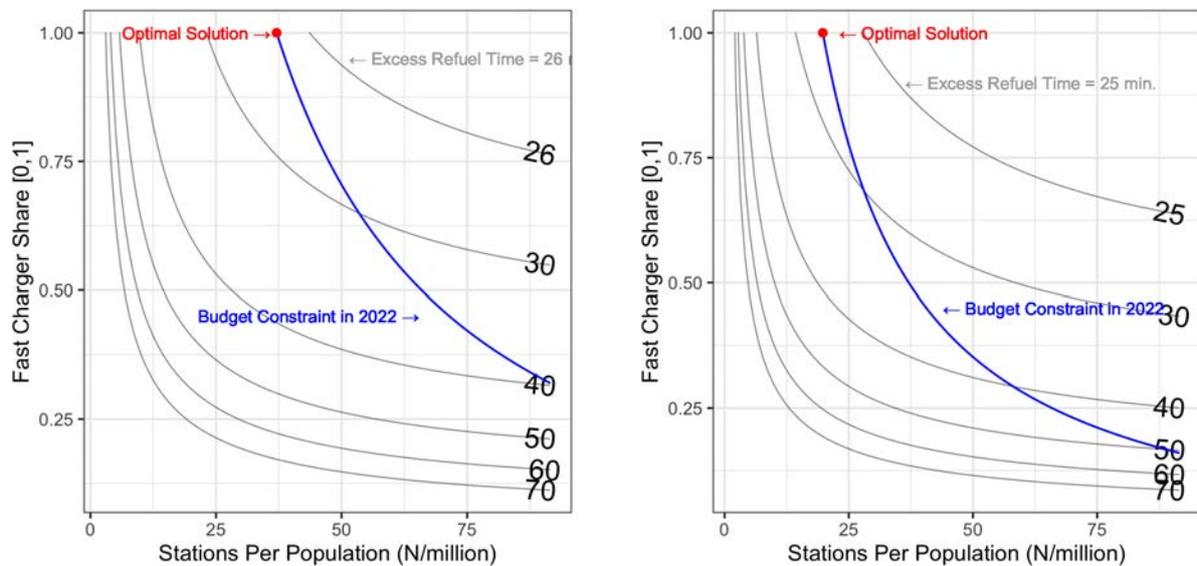 1.00
0.75
0.50
0.25
0
25
50
75
Fast Charger Share [0,1]
Stations Per Population (N/million)
Optimal Solution →
← Excess Refuel Time = 26
Budget Constraint in 2022 →
26
30
40
50
60
70
1.00
0.75
0.50
0.25
0
25
50
75
Fast Charger Share [0,1]
Stations Per Population (N/million)
← Optimal Solution
← Excess Refuel Time = 25 min.
← Budget Constraint in 2022
25
30
40
50
60
70